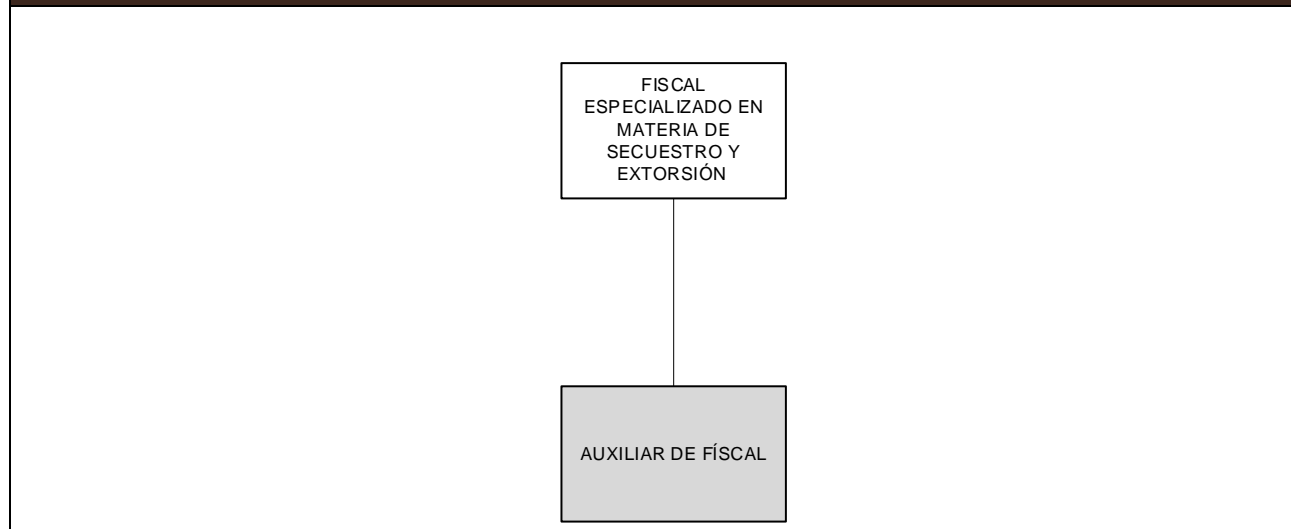 FISCAL
ESPECIALIZADO EN
MATERIA DE
SECUESTRO Y
EXTORSIÓN
AUXILIAR DE FÍSCAL